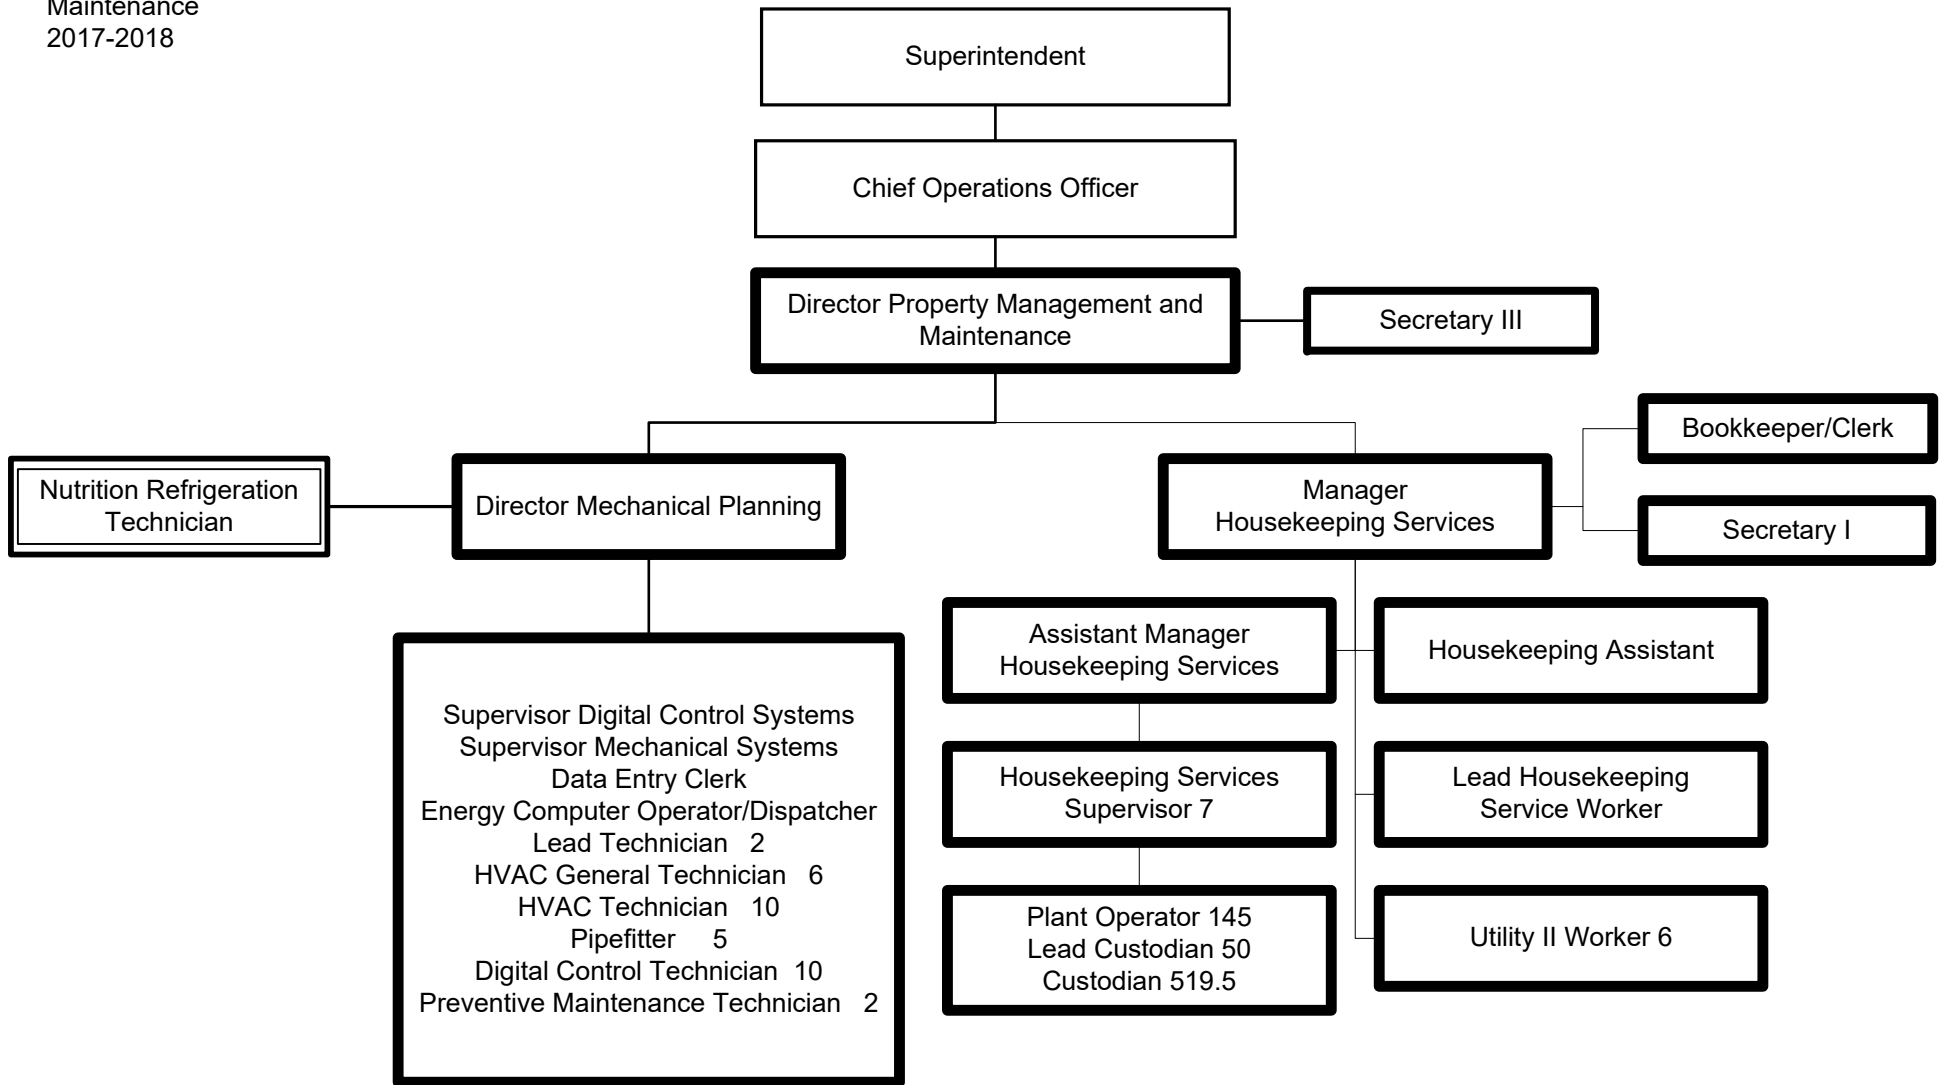 Maintenance
2017-2018
Superintendent
Chief Operations Officer
Director Property Management and
Maintenance
Secretary III
Bookkeeper/Clerk
Nutrition Refrigeration
Technician
Director Mechanical Planning
Manager
Housekeeping Services
Secretary I
Assistant Manager
Housekeeping Services
Housekeeping Assistant
Supervisor Digital Control Systems
Supervisor Mechanical Systems
Data Entry Clerk
Energy Computer Operator/Dispatcher
Lead Technician 2
HVAC General Technician 6
HVAC Technician 10
Pipefitter 5
Digital Control Technician 10
Preventive Maintenance Technician 2
Housekeeping Services
Supervisor 7
Lead Housekeeping
Service Worker
Plant Operator 145
Lead Custodian 50
Custodian 519.5
Utility II Worker 6